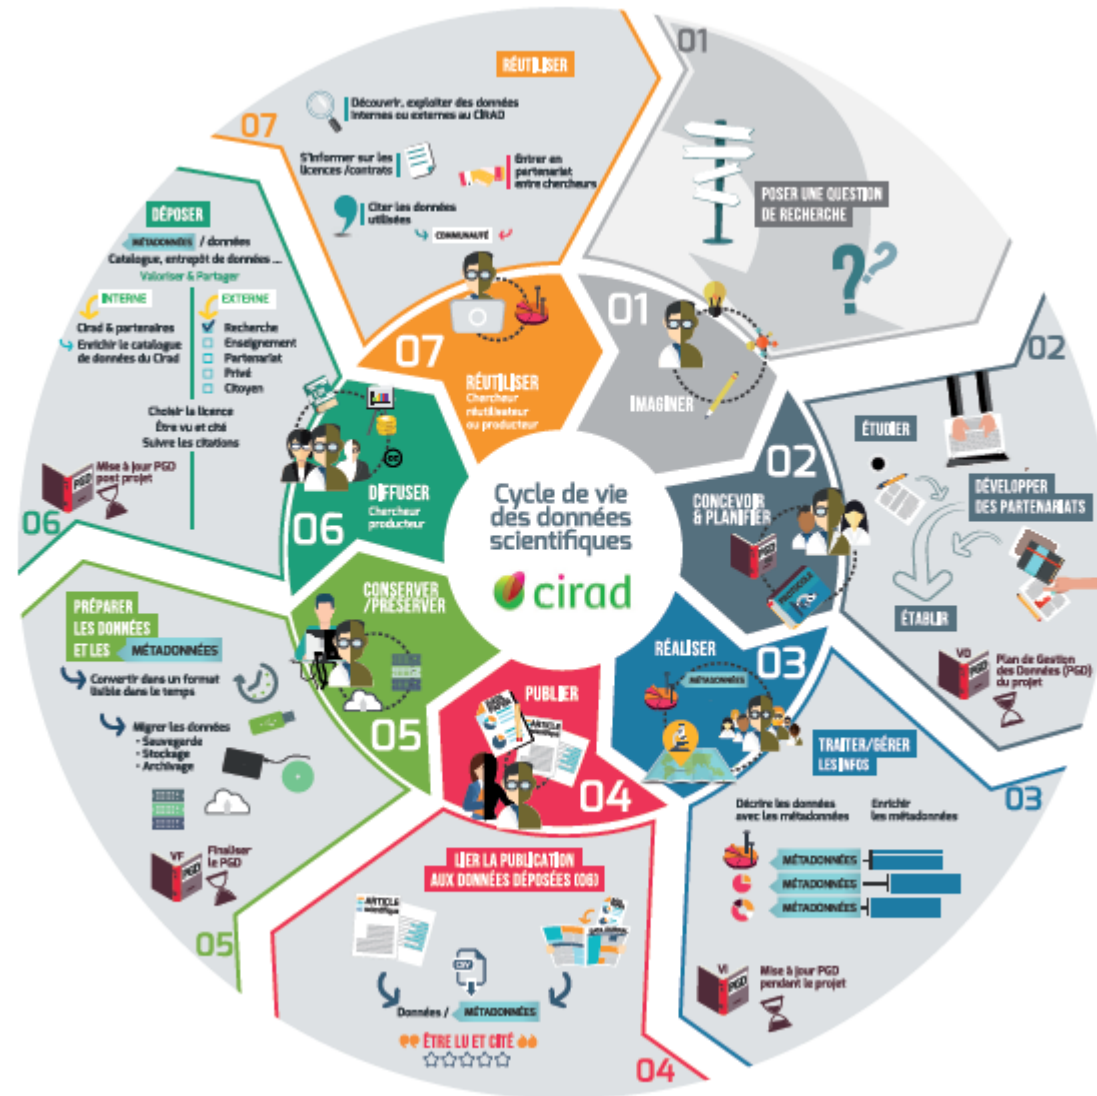 Cycle de vie
des données
scientifiques
cirad
01
POSER UNE QUESTION
DE RECHERCHE
??
01
IMAGINER
02
ÉTUDIER
DÉVELOPPER
DES PARTENARIATS
ÉTABLIR
V0
PGD
Plan de Gestion
des Données (PGD)
du projet
02
CONCEVOIR
& PLANIFIER
PGD
PROTOCOLE
03
RÉALISER
MÉTADONNÉES
TRAITER/GÉRER
LES INFOS
03
Décrire les données
avec les métadonnées
Enrichir
les métadonnées
MÉTADONNÉES
MÉTADONNÉES
MÉTADONNÉES
VI
PGD
Mise à jour PGD
pendant le projet
PUBLIER
ARTICLE
scientifique
04
LIER LA PUBLICATION
AUX DONNÉES DÉPOSÉES (06)
ARTICLE
scientifique
DATA JOURNAL
CSV
Données / MÉTADONNÉES
ÊTRE LU ET CITÉ
04
CONSERVER
/PRÉSERVER
05
PRÉPARER
LES DONNÉES
ET LES MÉTADONNÉES
Convertir dans un format
lisible dans le temps
Migrer les données
- Sauvegarde
- Stockage
- Archivage
VF
PGD
Finaliser
le PGD
05
06
DIFFUSER
Chercheur
producteur
cc
DÉPOSER
MÉTADONNÉES / données
Catalogue, entrepôt de données ...
Valoriser & Partager
INTERNE
Cirad & partenaires
Enrichir le catalogue
de données du Cirad
EXTERNE
Recherche
Enseignement
Partenariat
Privé
Citoyen
Choisir la licence
Être vu et cité
Suivre les citations
PGD
Mise à jour PGD
post projet
06
07
RÉUTILISER
Chercheur
réutilisateur
ou producteur
07
RÉUTILISER
Découvrir, exploiter des données
internes ou externes au CIRAD
S'informer sur les
licences /contrats
Entrer en
partenariat
entre chercheurs
Citer les données
utilisées
COMMUNAUTÉ